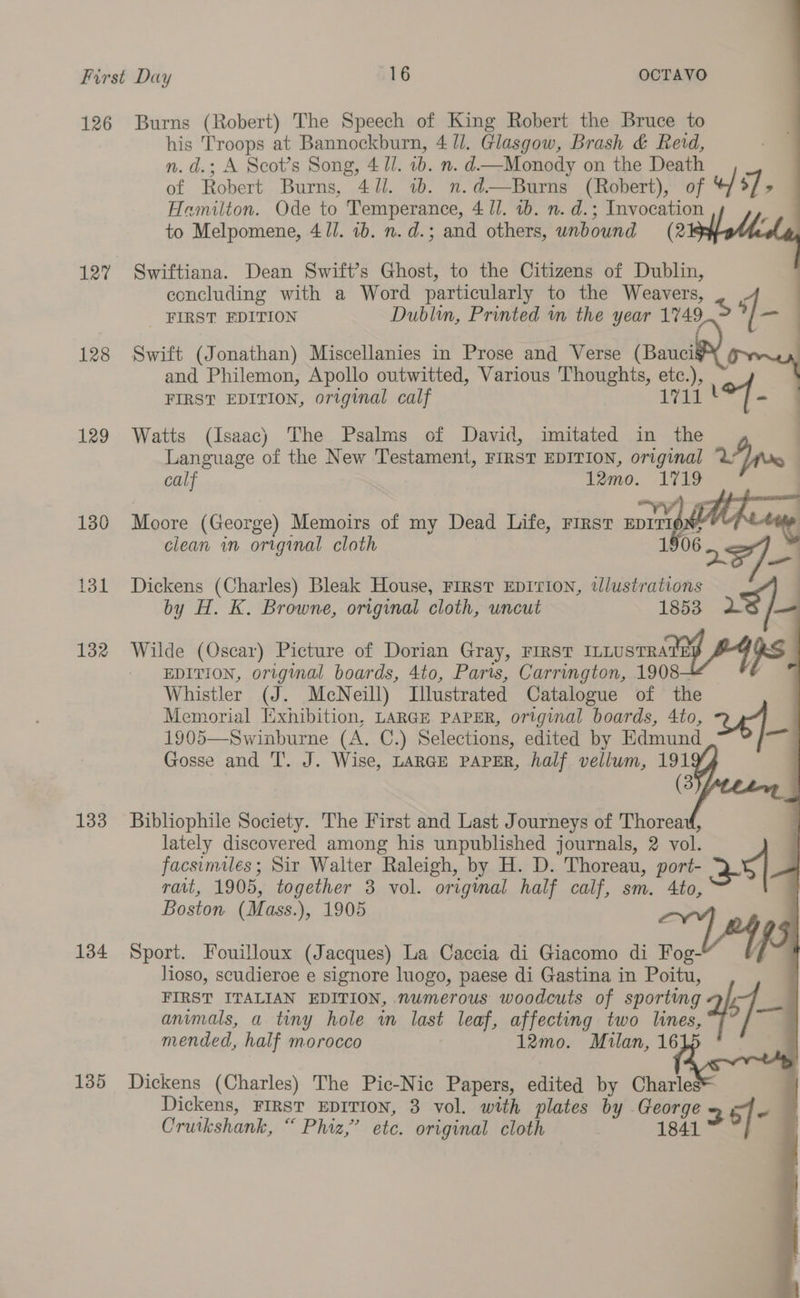 First Day 16 OCTAVO
126 Burns (Robert) The Speech of King Robert the Bruce to
his Troops at Bannockburn, 4 ll. Glasgow, Brash & Reid,
n. d.; A Scot's Song, 4 ll. ib. n. d.—Monody on the Death
of Robert Burns, 4 ll. ib. n. d.—Burns (Robert), of
Hamilton. Ode to Temperance, 4 ll. ib. n. d.; Invocation
to Melpomene, 4 ll. ib. n. d.; and others, unbound
127 Swiftiana. Dean Swift's Ghost, to the Citizens of Dublin,
concluding with a Word particularly to the Weavers,
FIRST EDITION Dublin, Printed in the year 1749 5/-
128 Swift (Jonathan) Miscellanies in Prose and Verse (Baucis
and Philemon, Apollo outwitted, Various Thoughts, etc.),
FIRST EDITION, original calf 1711
129 Watts (Isaac) The Psalms of David, imitated in the
Language of the New Testament, FIRST EDITION, original
calf 12mo. 1719
130 Moore (George) Memoirs of my Dead Life, FIRST EDITION
clean in original cloth 1906
131 Dickens (Charles) Bleak House, FIRST EDITION, illustrations
by H. K. Browne, original cloth, uncut 1853 28/-
132 Wilde (Oscar) Picture of Dorian Gray, FIRST ILLUSTRATED
EDITION, original boards, 4to, Paris, Carrington, 1908—
Whistler (J. McNeill) Illustrated Catalogue of the
Memorial Exhibition, LARGE PAPER, original boards, 4to,
1905—Swinburne (A. C.) Selections, edited by Edmund
Gosse and T. J. Wise, LARGE PAPER, half vellum, 1919
(3)
133 Bibliophile Society. The First and Last Journeys of Thoreau,
lately discovered among his unpublished journals, 2 vol.
facsimiles; Sir Walter Raleigh, by H. D. Thoreau, port-
rait, 1905, together 3 vol. original half calf, sm. 4to,
Boston (Mass.), 1905
134 Sport. Fouilloux (Jacques) La Caccia di Giacomo di Fog-
lioso, scudieroe e signore luogo, paese di Gastina in Poitu,
FIRST ITALIAN EDITION, numerous woodcuts of sporting
animals, a tiny hole in last leaf, affecting two lines,
mended, half morocco 12mo. Milan, 1615
135 Dickens (Charles) The Pic-Nic Papers, edited by Charles
Dickens, FIRST EDITION, 3 vol. with plates by George
Cruikshank, "Phiz," etc. original cloth 1841